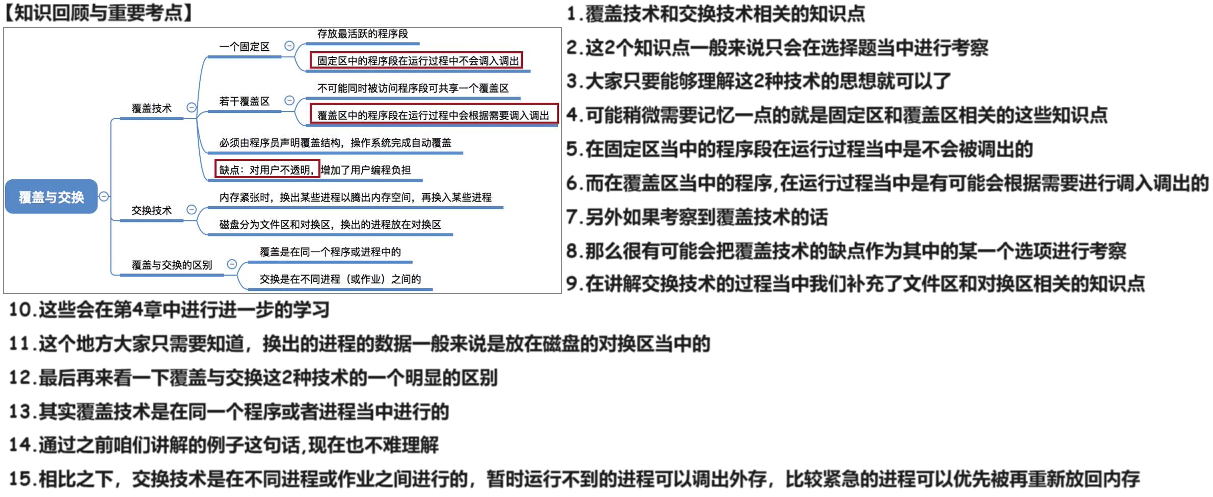 【知识回顾与重要考点】
覆盖与交换
覆盖技术
一个固定区
存放最活跃的程序段
固定区中的程序段在运行过程中不会调入调出
若干覆盖区
不可能同时被访问程序段可共享一个覆盖区
覆盖区中的程序段在运行过程中会根据需要调入调出
必须由程序员声明覆盖结构，操作系统完成自动覆盖
缺点：对用户不透明，增加了用户编程负担
交换技术
内存紧张时，换出某些进程以腾出内存空间，再换入某些进程
磁盘分为文件区和对换区，换出的进程放在对换区
覆盖与交换的区别
覆盖是在同一个程序或进程中的
交换是在不同进程（或作业）之间的
1.覆盖技术和交换技术相关的知识点
2.这2个知识点一般来说只会在选择题当中进行考察
3.大家只要能够理解这2种技术的思想就可以了
4.可能稍微需要记忆一点的就是固定区和覆盖区相关的这些知识点
5.在固定区当中的程序段在运行过程当中是不会被调出的
6.而在覆盖区当中的程序,在运行过程当中是有可能会根据需要进行调入调出的
7.另外如果考察到覆盖技术的话
8.那么很有可能会把覆盖技术的缺点作为其中的某一个选项进行考察
9.在讲解交换技术的过程当中我们补充了文件区和对换区相关的知识点
10.这些会在第4章中进行进一步的学习
11.这个地方大家只需要知道，换出的进程的数据一般来说是放在磁盘的对换区当中的
12.最后再来看一下覆盖与交换这2种技术的一个明显的区别
13.其实覆盖技术是在同一个程序或者进程当中进行的
14.通过之前咱们讲解的例子这句话,现在也不难理解
15.相比之下，交换技术是在不同进程或作业之间进行的，暂时运行不到的进程可以调出外存，比较紧急的进程可以优先被再重新放回内存